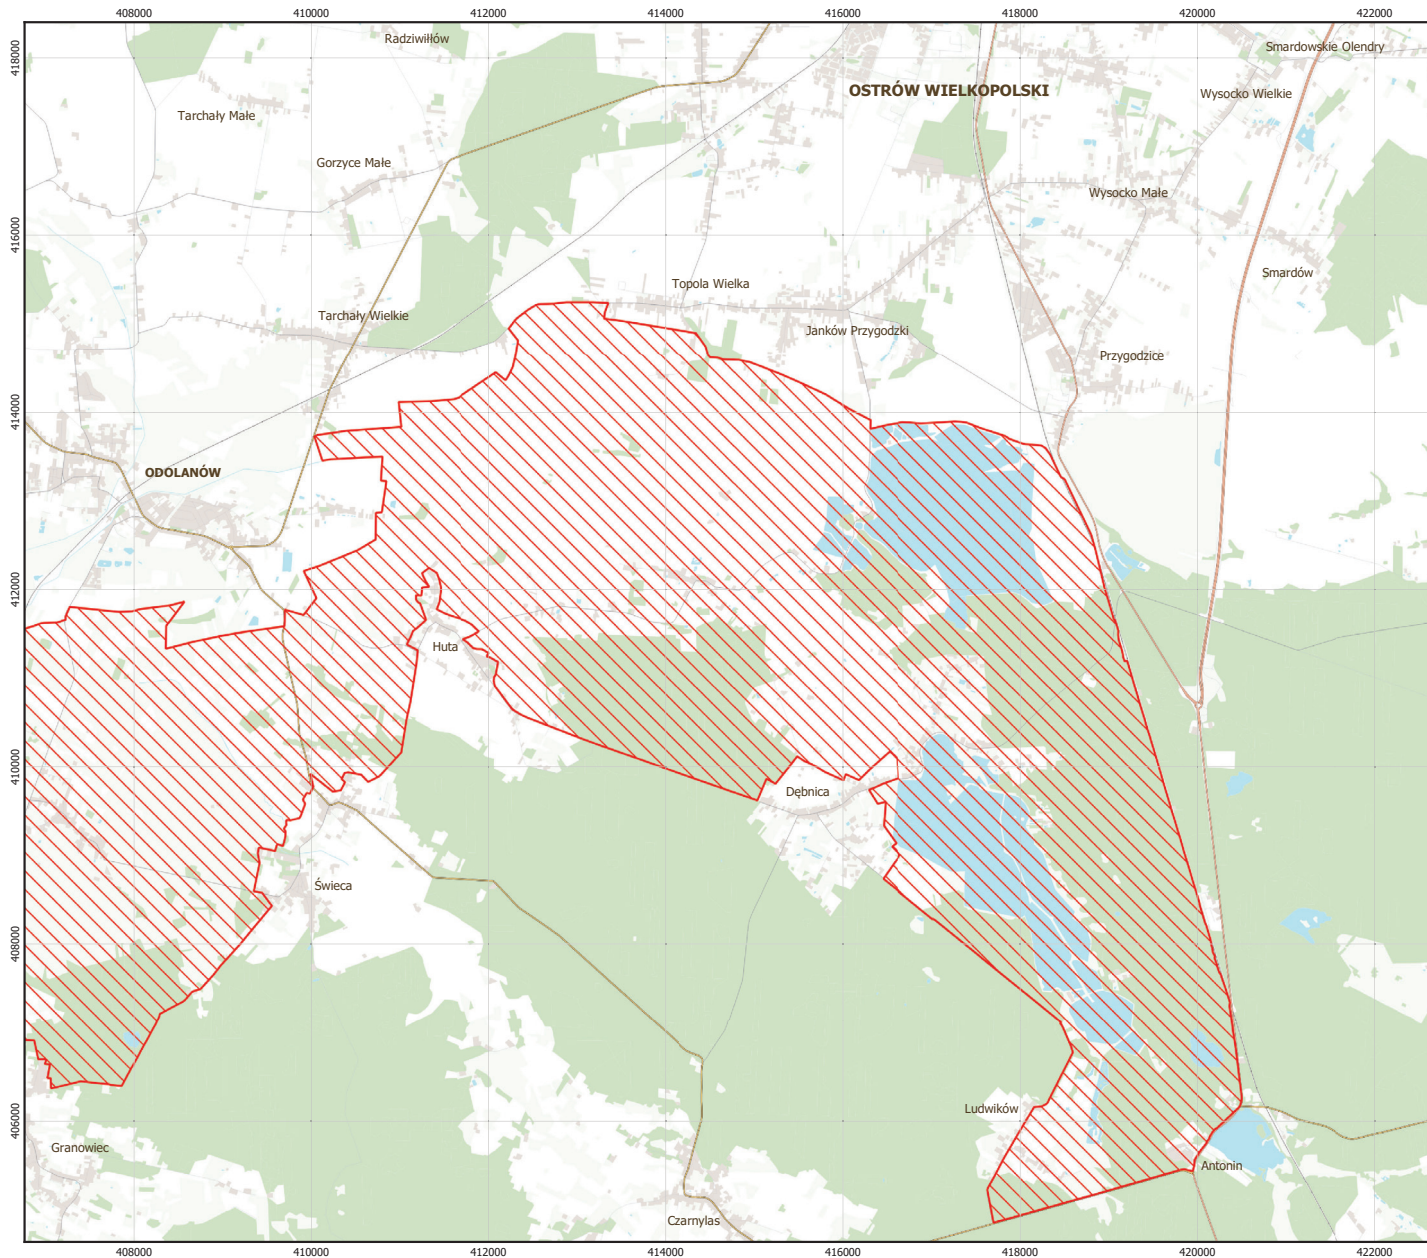 408000 410000 412000 414000 416000 418000 420000 422000
Radziwiłłów
Smardowskie Olendry
418000
OSTRÓW WIELKOPOLSKI
Wysocko Wielkie
Tarchały Małe
Gorzyce Małe
Wysocko Małe
416000
Smardów
Topola Wielka
Tarchały Wielkie
Janków Przygodzki
Przygodzice
414000
ODOLANÓW
412000
Huta
410000
Dębnica
Świeca
408000
Ludwików
406000
Granowiec
Antonin
Czarnylas
408000 410000 412000 414000 416000 418000 420000 422000